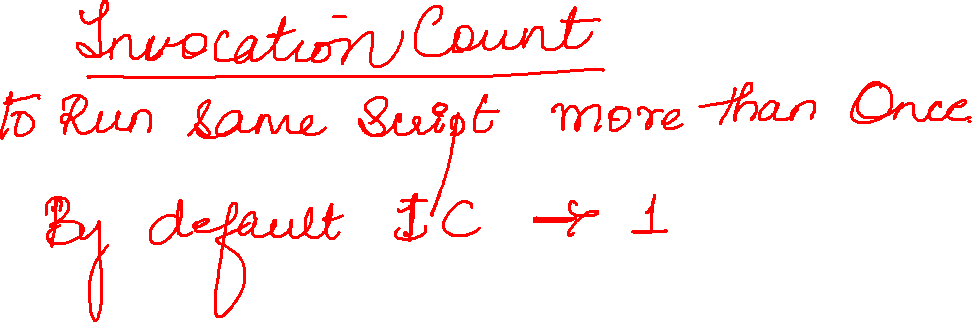 Invocation Count
to Run Same Script more than Once
By default IC → 1